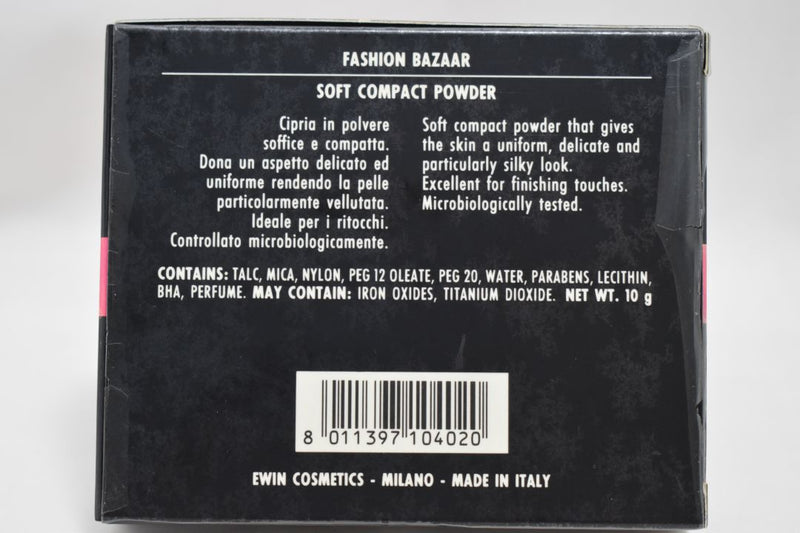 FASHION BAZAAR
SOFT COMPACT POWDER
Cipria in polvere
soffice e compatta.
Dona un aspetto delicato ed
uniforme rendendo la pelle
particolarmente vellutata.
Ideale per i ritocchi.
Controllato microbiologicamente.
Soft compact powder that gives
the skin a uniform, delicate and
particularly silky look.
Excellent for finishing touches.
Microbiologically tested.
CONTAINS: TALC, MICA, NYLON, PEG 12 OLEATE, PEG 20, WATER, PARABENS, LECITHIN,
BHA, PERFUME. MAY CONTAIN: IRON OXIDES, TITANIUM DIOXIDE. NET WT. 10 g
8 011397 104020
EWIN COSMETICS - MILANO - MADE IN ITALY